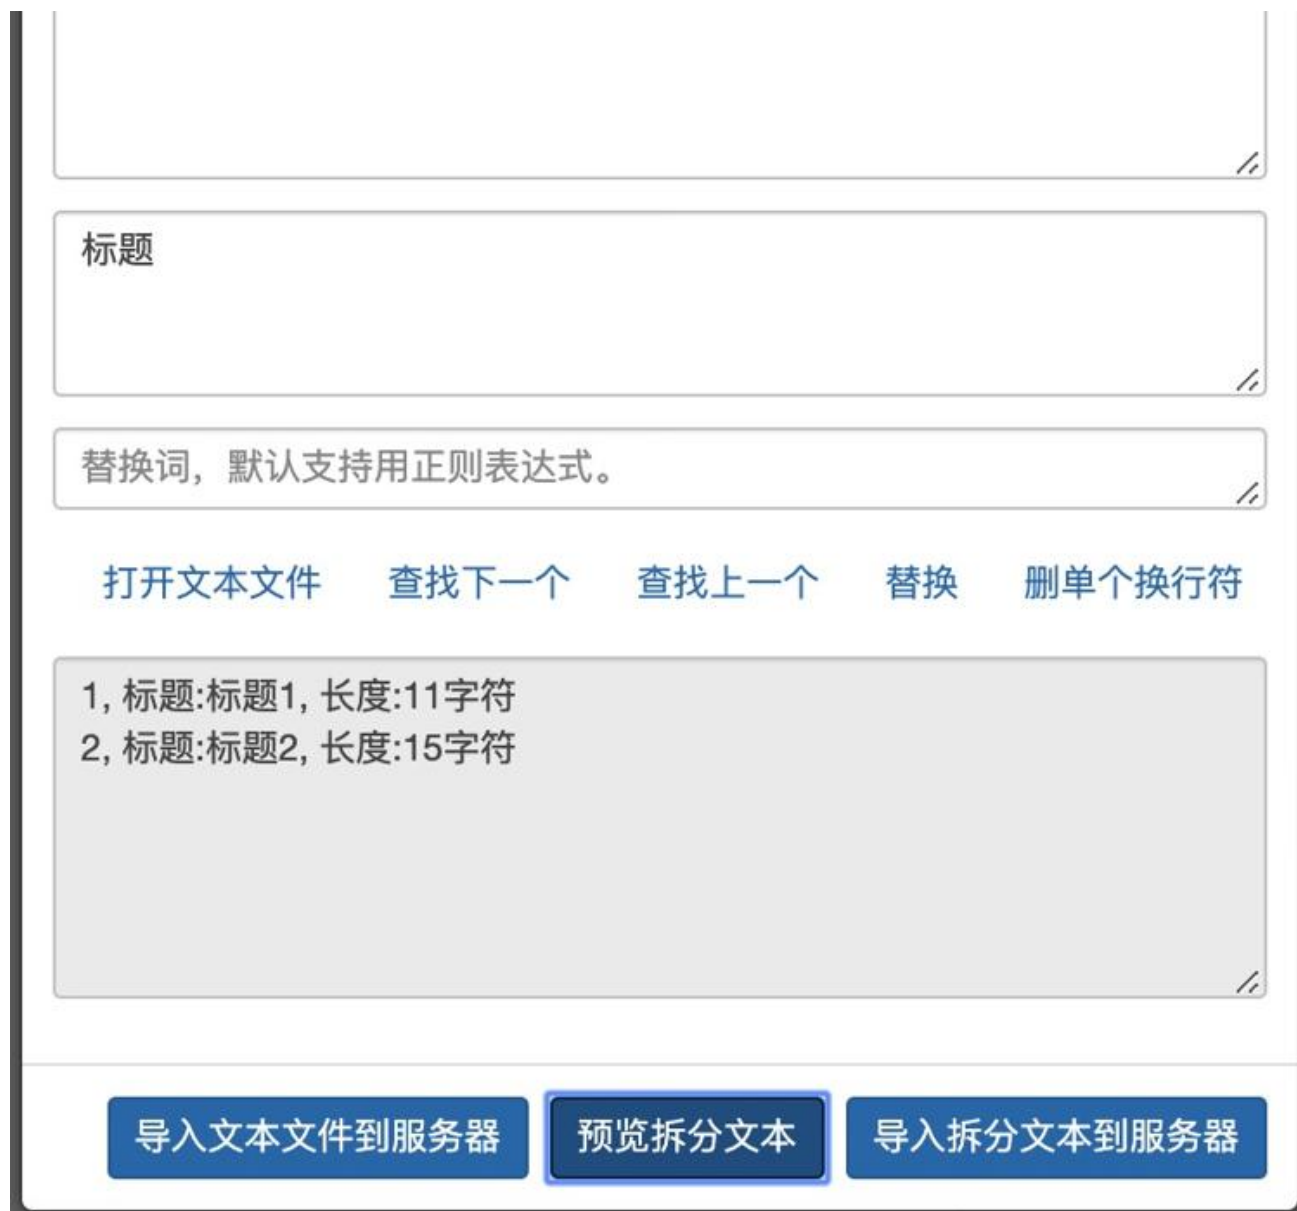 标题
替换词，默认支持用正则表达式。
打开文本文件 查找下一个 查找上一个 替换 删单个换行符
1, 标题:标题1, 长度:11字符
2, 标题:标题2, 长度:15字符
导入文本文件到服务器 预览拆分文本 导入拆分文本到服务器